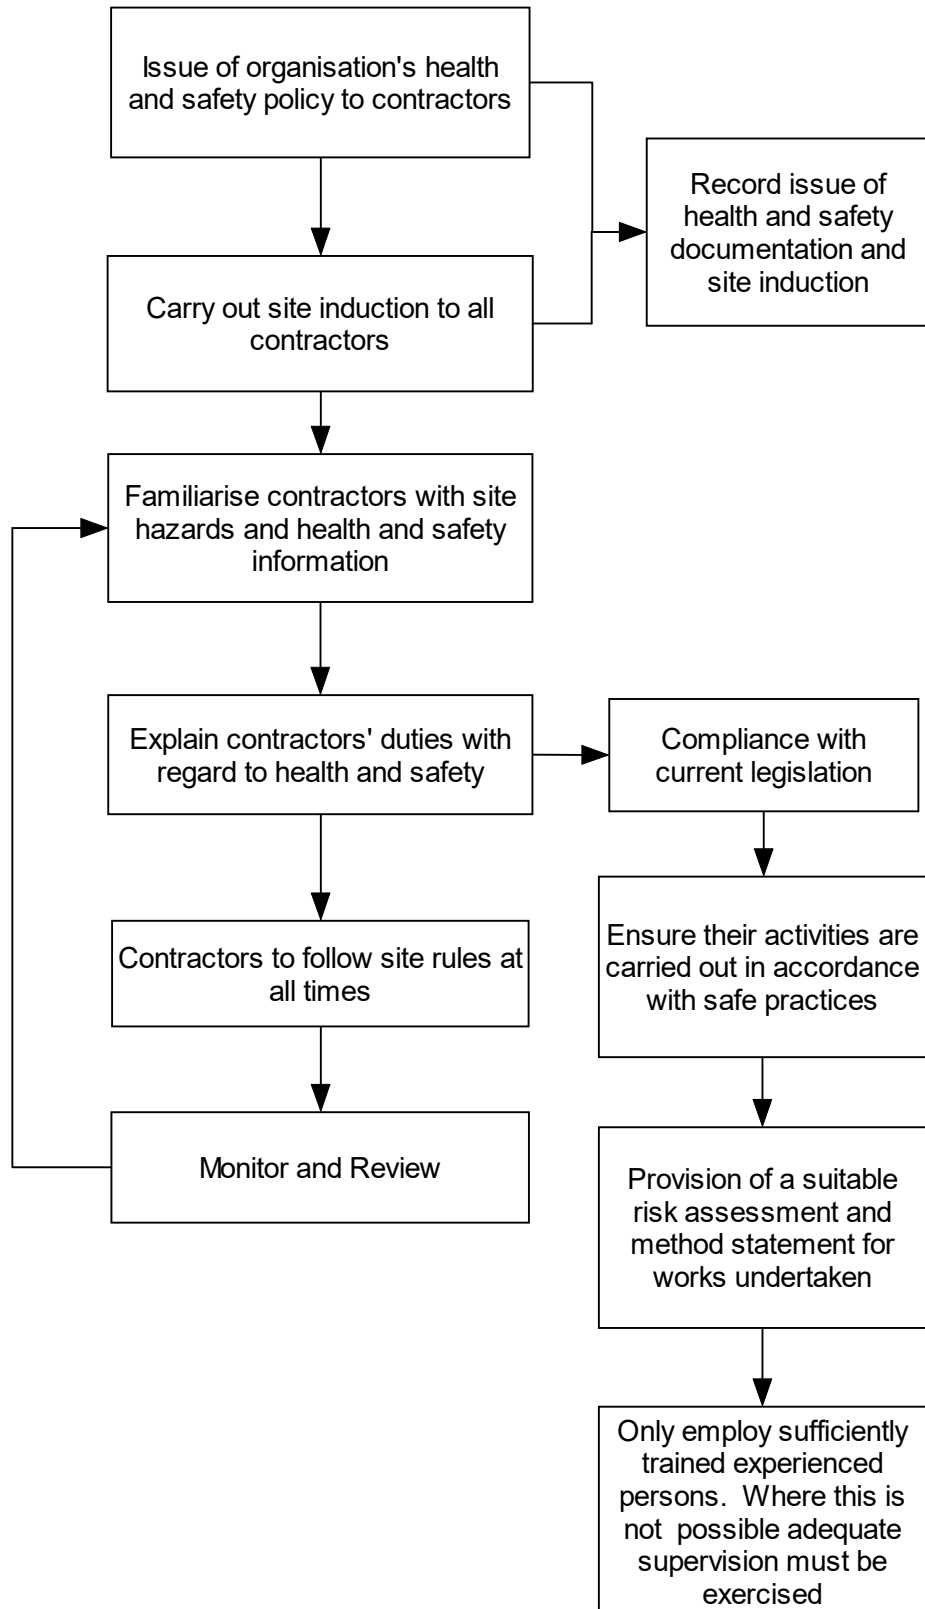 Issue of organisation's health
and safety policy to contractors
Record issue of
health and safety
documentation and
site induction
Carry out site induction to all
contractors
Familiarise contractors with site
hazards and health and safety
information
Explain contractors' duties with
regard to health and safety
Compliance with
current legislation
Contractors to follow site rules at
all times
Ensure their activities are
carried out in accordance
with safe practices
Monitor and Review
Provision of a suitable
risk assessment and
method statement for
works undertaken
Only employ sufficiently
trained experienced
persons.  Where this is
not  possible adequate
supervision must be
exercised